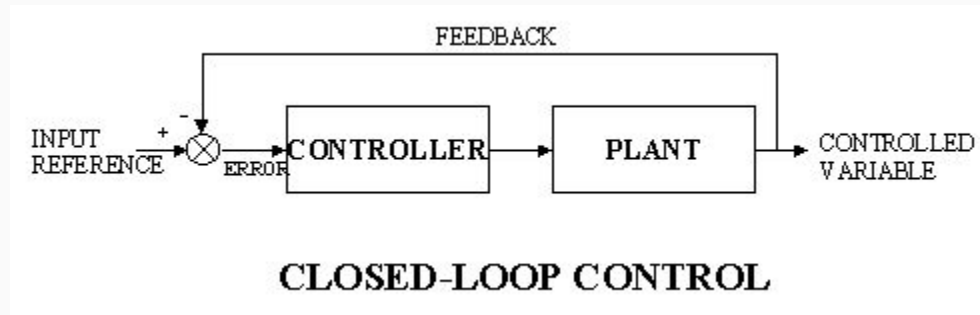 FEEDBACK
-
+
INPUT
REFERENCE
ERROR
CONTROLLER
PLANT
CONTROLLED
VARIABLE
CLOSED-LOOP CONTROL